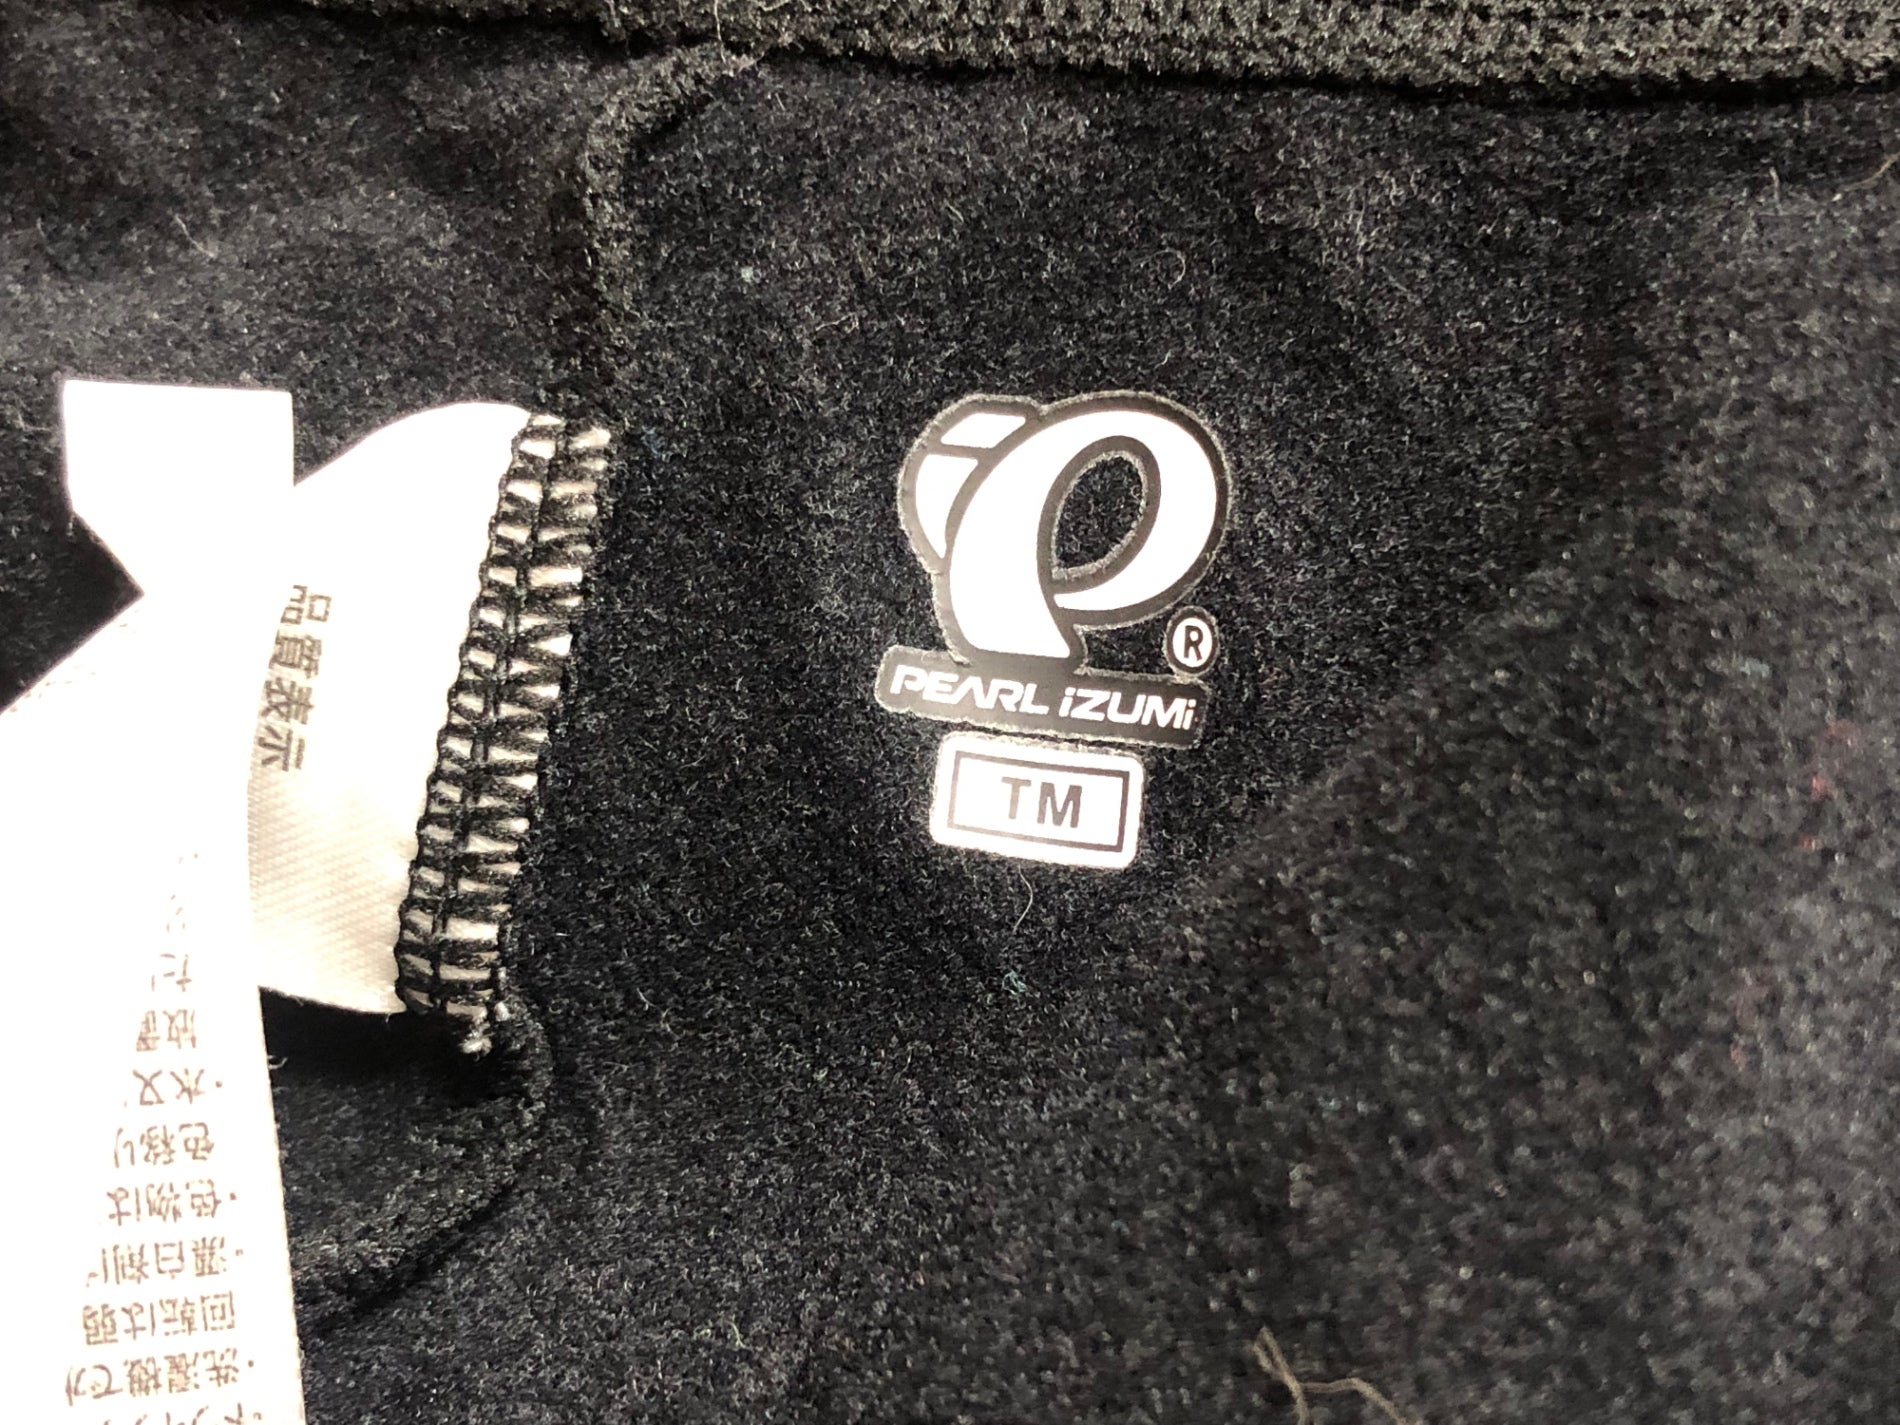 PEARL iZUMi
®
TM
品質表示
・洗濯機で
回転は弱
・漂白剤
・色物は
色移り
・水又